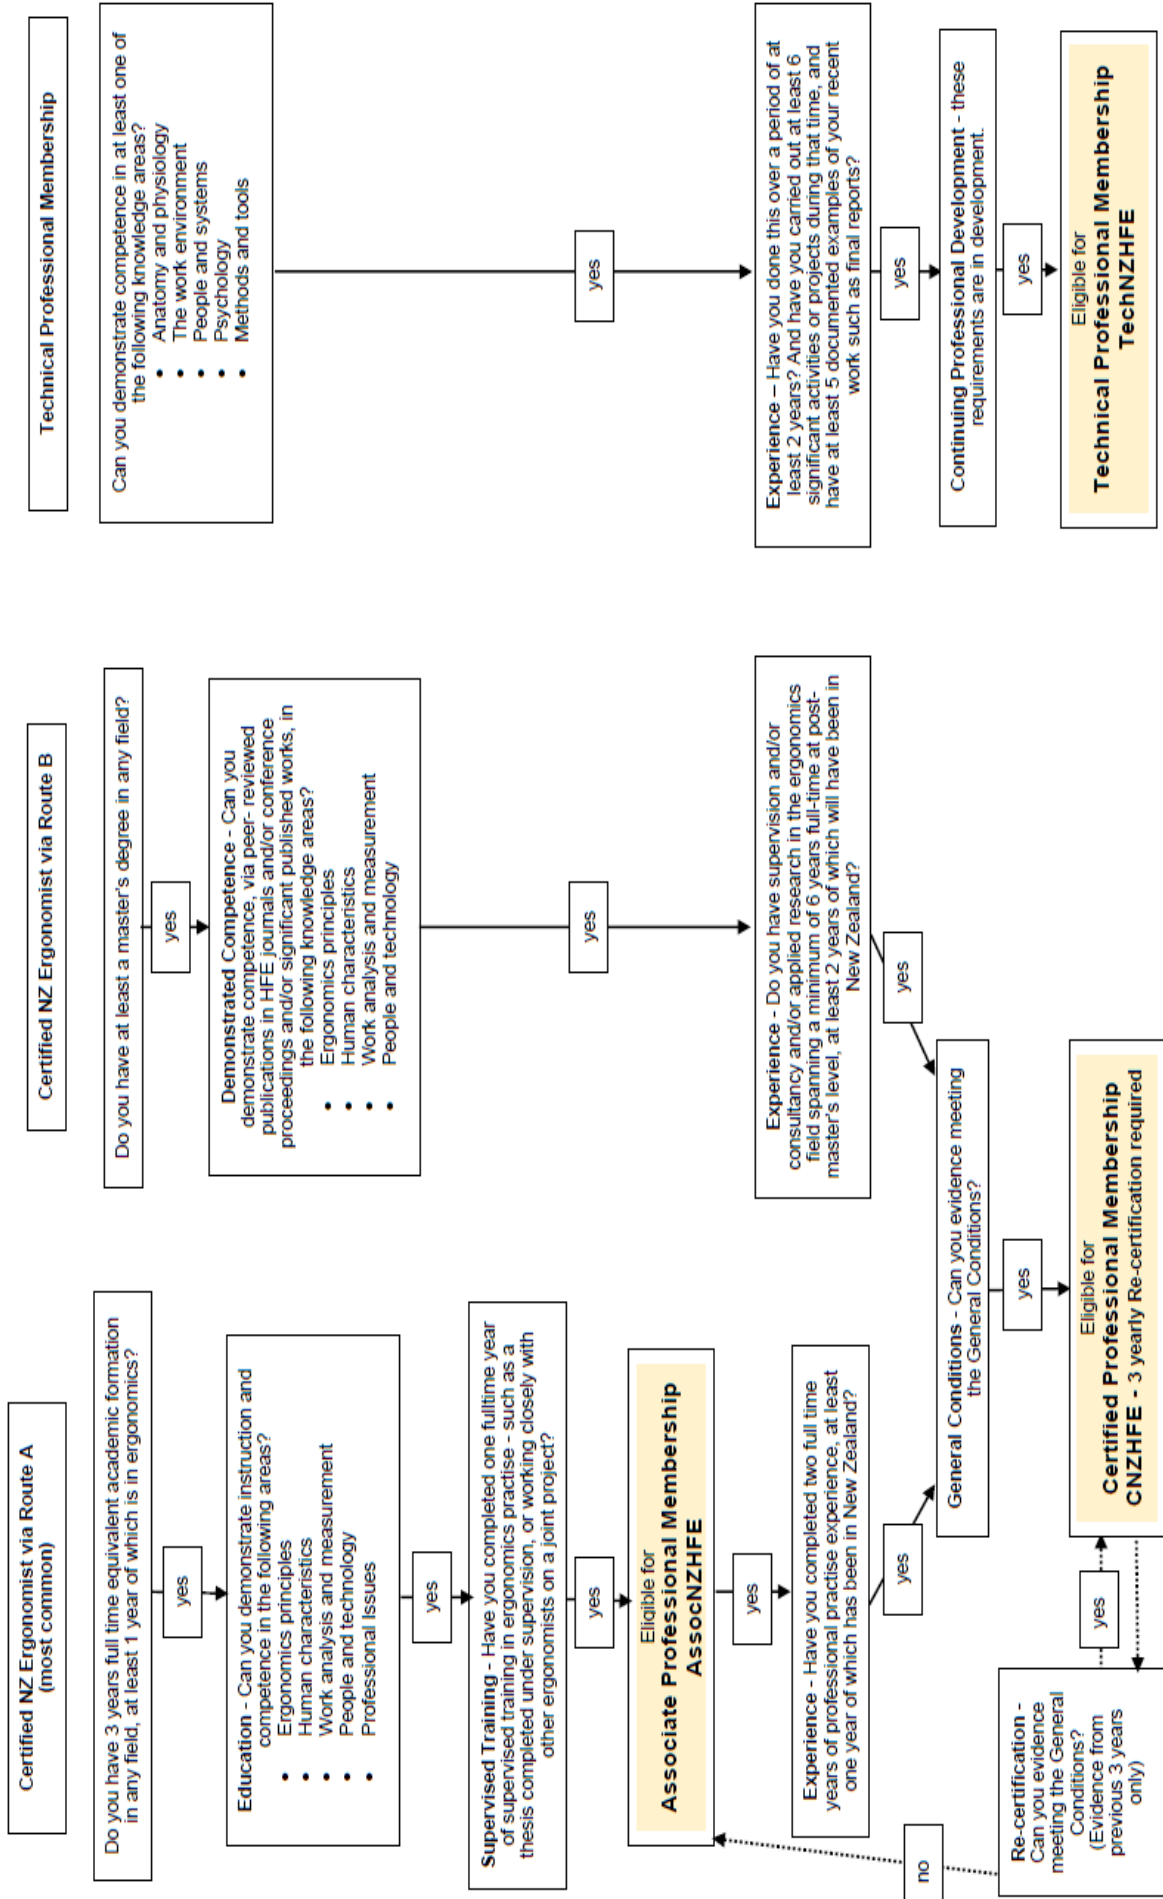 Certified NZ Ergonomist via Route A
(most common)
Do you have 3 years full time equivalent academic formation
in any field, at least 1 year of which is in ergonomics?
yes
Education - Can you demonstrate instruction and
competence in the following areas?
• Ergonomics principles
• Human characteristics
• Work analysis and measurement
• People and technology
• Professional Issues
yes
Supervised Training - Have you completed one fulltime year
of supervised training in ergonomics practise - such as a
thesis completed under supervision, or working closely with
other ergonomists on a joint project?
yes
Eligible for
Associate Professional Membership
AssocNZHFE
yes
Experience - Have you completed two full time
years of professional practise experience, at least
one year of which has been in New Zealand?
yes
Certified NZ Ergonomist via Route B
Do you have at least a master's degree in any field?
yes
Demonstrated Competence - Can you
demonstrate competence, via peer- reviewed
publications in HFE journals and/or conference
proceedings and/or significant published works, in
the following knowledge areas?
• Ergonomics principles
• Human characteristics
• Work analysis and measurement
• People and technology
yes
Experience - Do you have supervision and/or
consultancy and/or applied research in the ergonomics
field spanning a minimum of 6 years full-time at post-
master's level, at least 2 years of which will have been in
New Zealand?
yes
General Conditions - Can you evidence meeting
the General Conditions?
yes
Eligible for
Certified Professional Membership
CNZHFE - 3 yearly Re-certification required
yes
Re-certification -
Can you evidence
meeting the General
Conditions?
(Evidence from
previous 3 years
only)
no
Technical Professional Membership
Can you demonstrate competence in at least one of
the following knowledge areas?
• Anatomy and physiology
• The work environment
• People and systems
• Psychology
• Methods and tools
yes
Experience – Have you done this over a period of at
least 2 years? And have you carried out at least 6
significant activities or projects during that time, and
have at least 5 documented examples of your recent
work such as final reports?
yes
Continuing Professional Development - these
requirements are in development.
yes
Eligible for
Technical Professional Membership
TechNZHFE